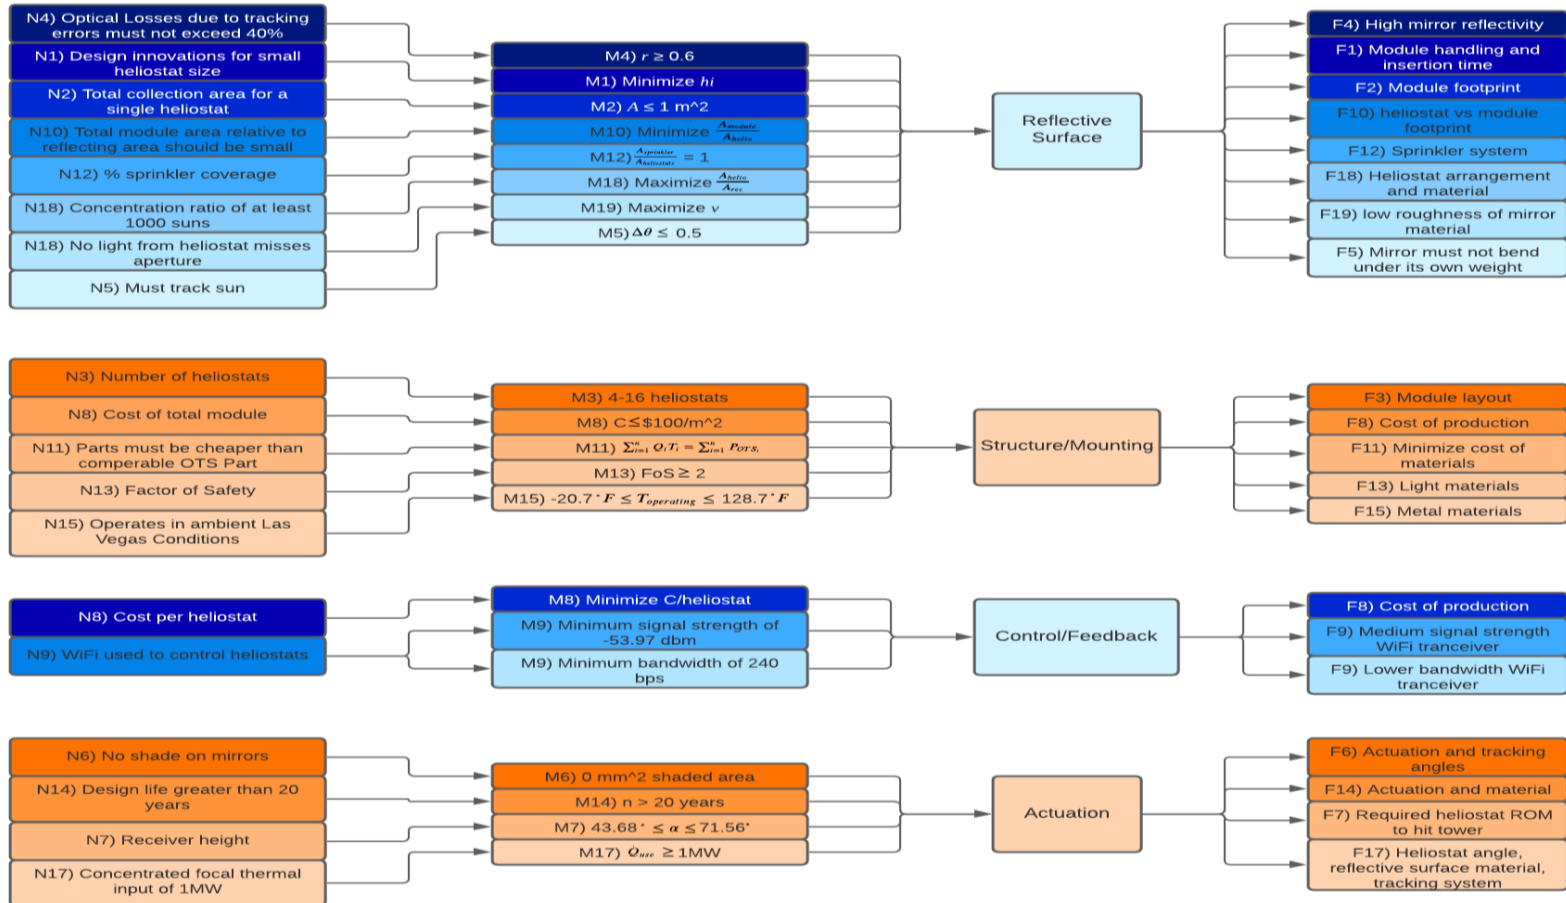 N4) Optical Losses due to tracking
errors must not exceed 40%
N1) Design innovations for small
heliostat size
N2) Total collection area for a
single heliostat
N10) Total module area relative to
reflecting area should be small
N12) % sprinkler coverage
N18) Concentration ratio of at least
1000 suns
N18) No light from heliostat misses
aperture
N5) Must track sun
M4) r ≥ 0.6
M1) Minimize hi
M2) A ≤ 1 m^2
M10) Minimize A_module/A_helio
M12) A_sprinkler/A_heliostats = 1
M18) Maximize A_helio/A_rec
M19) Maximize v
M5) Δθ ≤ 0.5
Reflective
Surface
F4) High mirror reflectivity
F1) Module handling and
insertion time
F2) Module footprint
F10) heliostat vs module
footprint
F12) Sprinkler system
F18) Heliostat arrangement
and material
F19) low roughness of mirror
material
F5) Mirror must not bend
under its own weight
N3) Number of heliostats
N8) Cost of total module
N11) Parts must be cheaper than
comperable OTS Part
N13) Factor of Safety
N15) Operates in ambient Las
Vegas Conditions
M3) 4-16 heliostats
M8) C≤$100/m^2
M11) ∑_{i=1}^{n} Q_i T_i = ∑_{i=1}^{n} P_{OTS_i}
M13) FoS ≥ 2
M15) -20.7°F ≤ T_operating ≤ 128.7°F
Structure/Mounting
F3) Module layout
F8) Cost of production
F11) Minimize cost of
materials
F13) Light materials
F15) Metal materials
N8) Cost per heliostat
N9) WiFi used to control heliostats
M8) Minimize C/heliostat
M9) Minimum signal strength of
-53.97 dbm
M9) Minimum bandwidth of 240
bps
Control/Feedback
F8) Cost of production
F9) Medium signal strength
WiFi tranceiver
F9) Lower bandwidth WiFi
tranceiver
N6) No shade on mirrors
N14) Design life greater than 20
years
N7) Receiver height
N17) Concentrated focal thermal
input of 1MW
M6) 0 mm^2 shaded area
M14) n > 20 years
M7) 43.68° ≤ α ≤ 71.56°
M17) Q_use ≥ 1MW
Actuation
F6) Actuation and tracking
angles
F14) Actuation and material
F7) Required heliostat ROM
to hit tower
F17) Heliostat angle,
reflective surface material,
tracking system